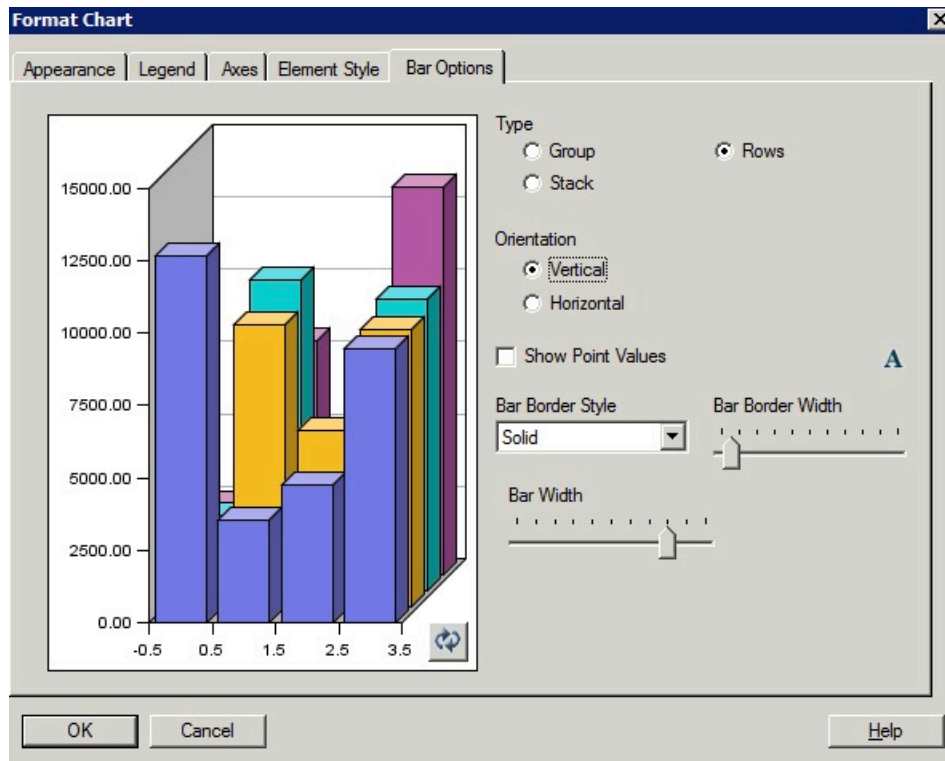 Format Chart
Appearance Legend Axes Element Style Bar Options
15000.00
12500.00
10000.00
7500.00
5000.00
2500.00
0.00
-0.5 0.5 1.5 2.5 3.5
Type
Group Rows
Stack
Orientation
Vertical
Horizontal
Show Point Values A
Bar Border Style Bar Border Width
Solid
Bar Width
OK Cancel Help